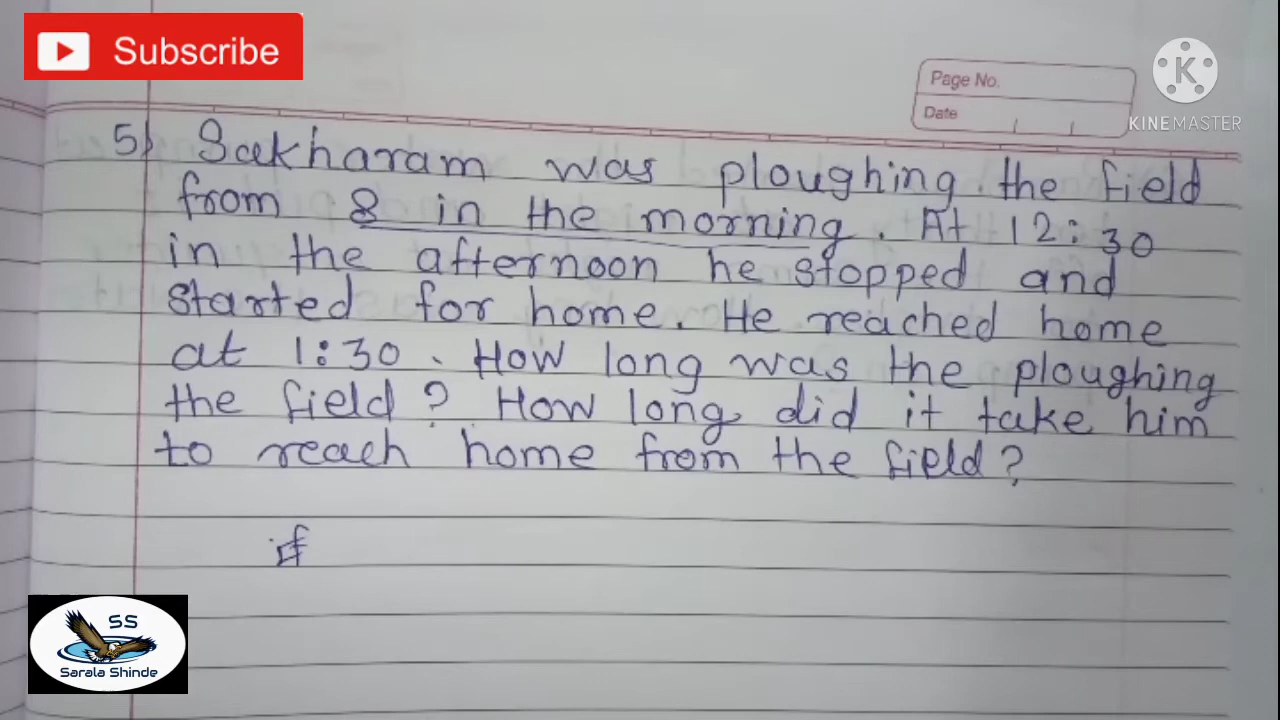 Subscribe
Page No.
Date
KINEMASTER
5) Sakharam was ploughing the field
from 8 in the morning. At 12:30
in the afternoon he stopped and
started for home. He reached home
at 1:30. How long was the ploughing
the field? How long did it take him
to reach home from the field?
SS
Sarala Shinde